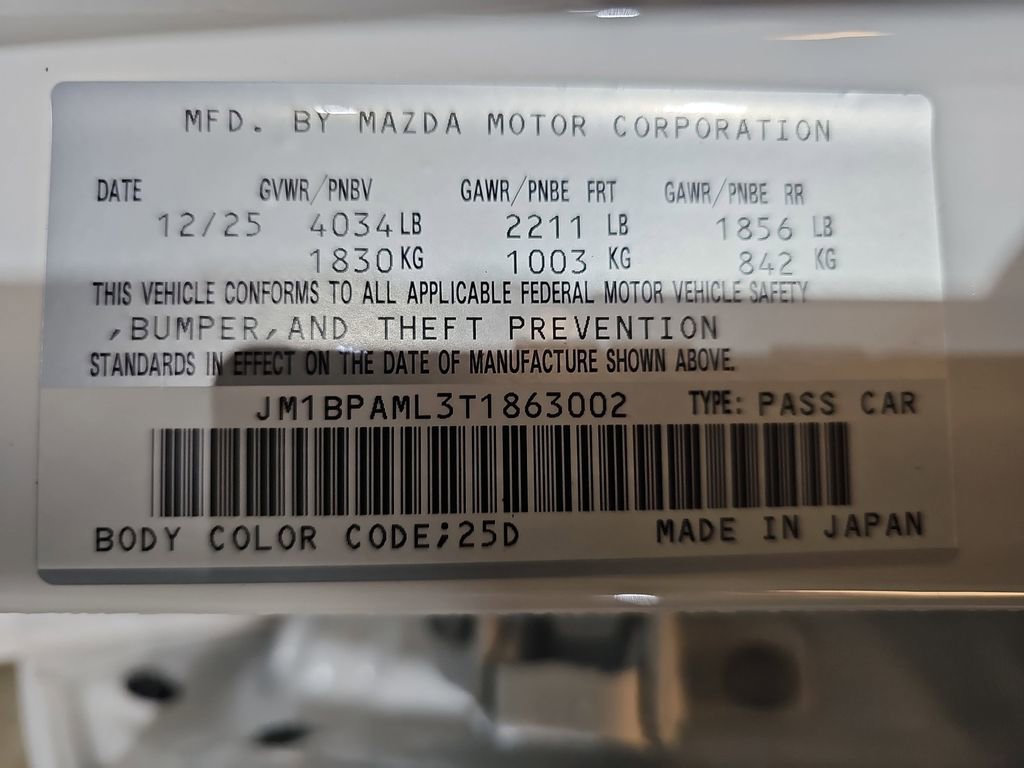 MFD. BY MAZDA MOTOR CORPORATION
DATE GVWR/PNBV GAWR/PNBE FRT GAWR/PNBE RR
12/25 4034 LB 2211 LB 1856 LB
1830 KG 1003 KG 842 KG
THIS VEHICLE CONFORMS TO ALL APPLICABLE FEDERAL MOTOR VEHICLE SAFETY
,BUMPER,AND THEFT PREVENTION
STANDARDS IN EFFECT ON THE DATE OF MANUFACTURE SHOWN ABOVE.
JM1BPAML3T1863002 TYPE: PASS CAR
BODY COLOR CODE;25D MADE IN JAPAN